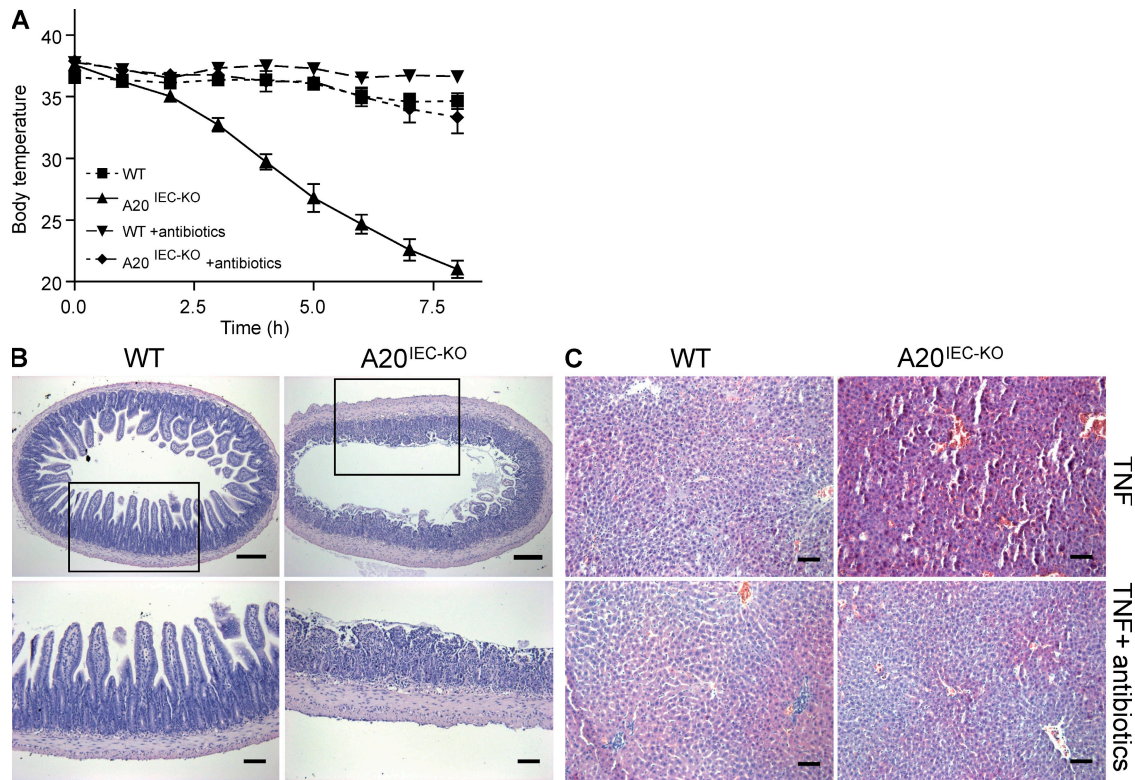 A
Body temperature
40
35
30
25
20
WT
A20 IEC-KO
WT +antibiotics
A20 IEC-KO +antibiotics
0.0 2.5 5.0 7.5
Time (h)
B
WT A20IEC-KO
C
WT A20IEC-KO
TNF
TNF+ antibiotics